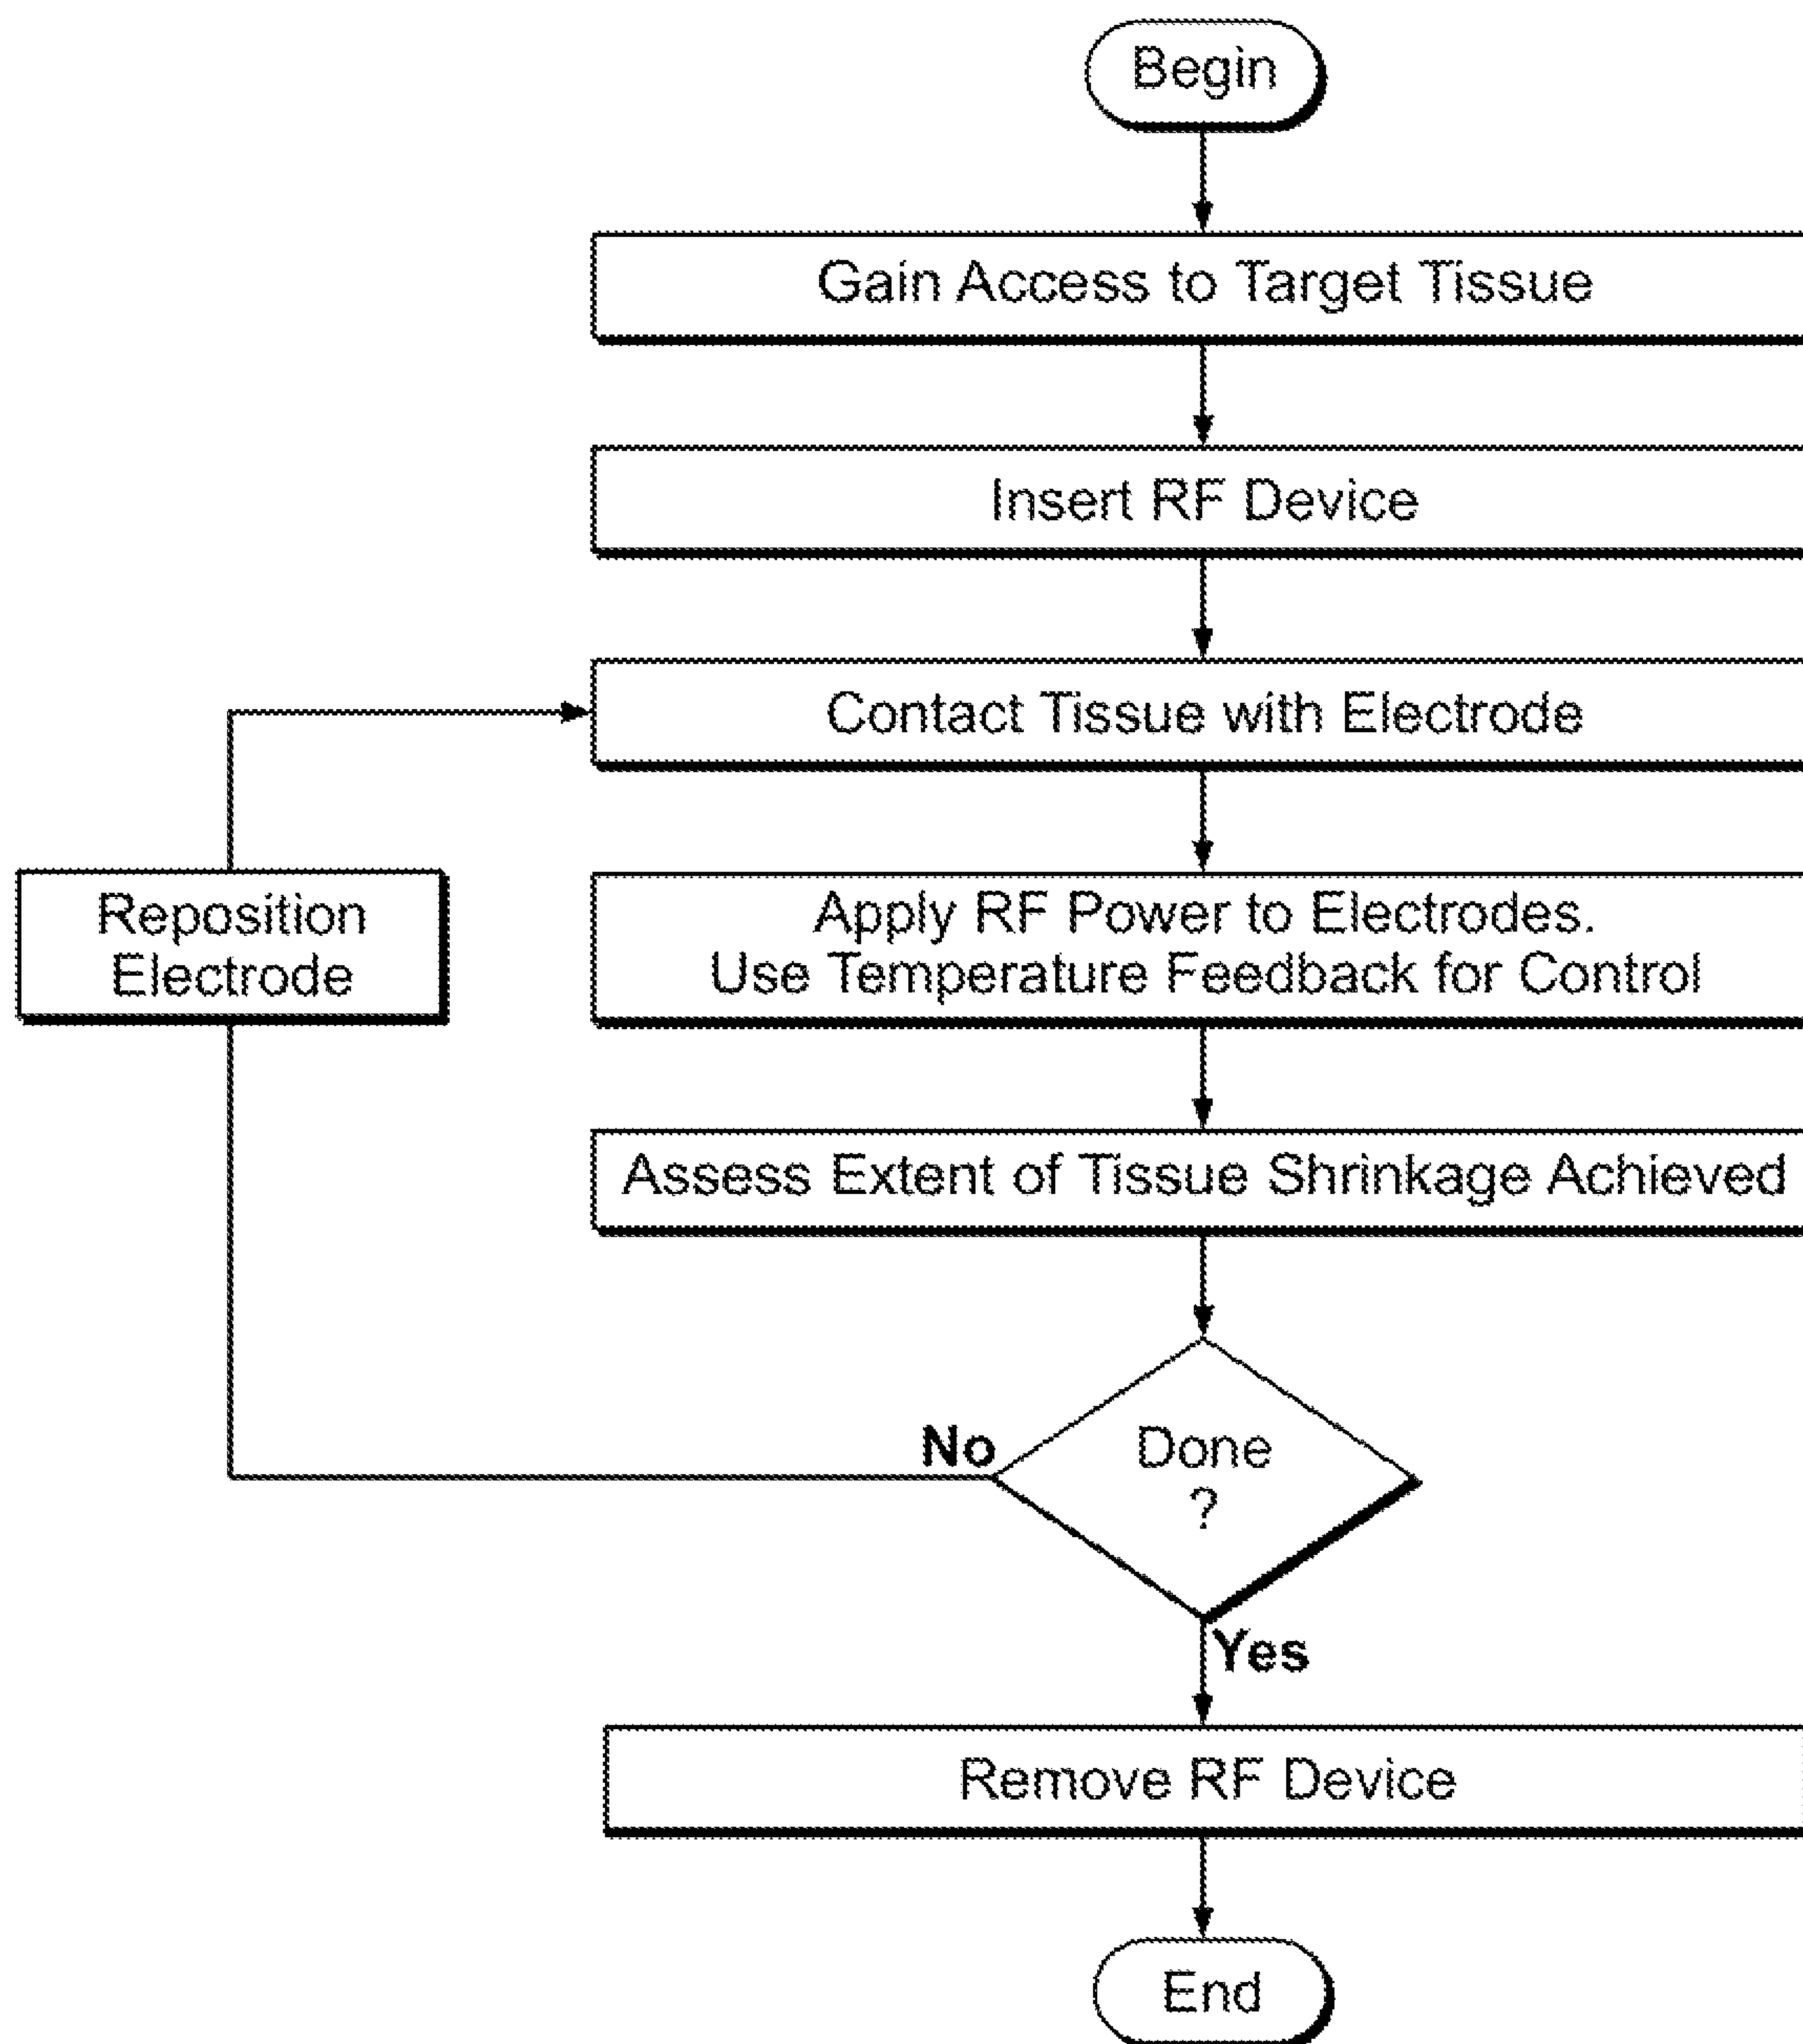 Begin
Gain Access to Target Tissue
Insert RF Device
Contact Tissue with Electrode
Reposition
Electrode
Apply RF Power to Electrodes.
Use Temperature Feedback for Control
Assess Extent of Tissue Shrinkage Achieved
Done
?
No
Yes
Remove RF Device
End